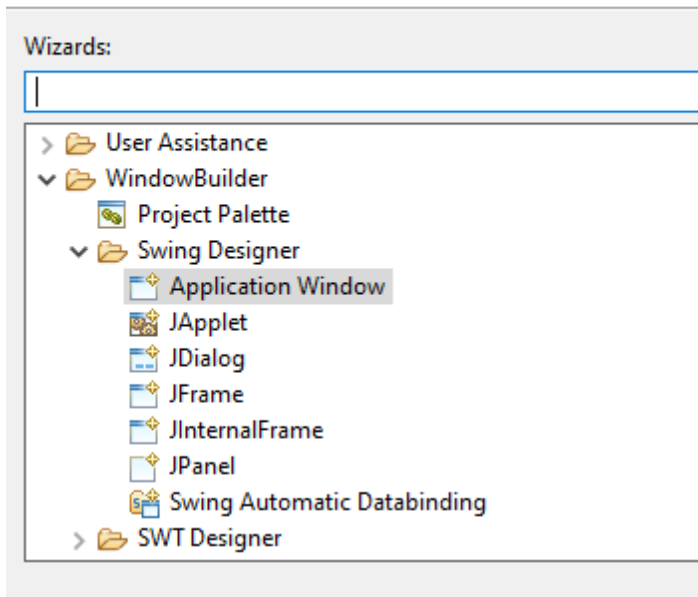 Wizards:
User Assistance
WindowBuilder
Project Palette
Swing Designer
Application Window
JApplet
JDialog
JFrame
JInternalFrame
JPanel
Swing Automatic Databinding
SWT Designer